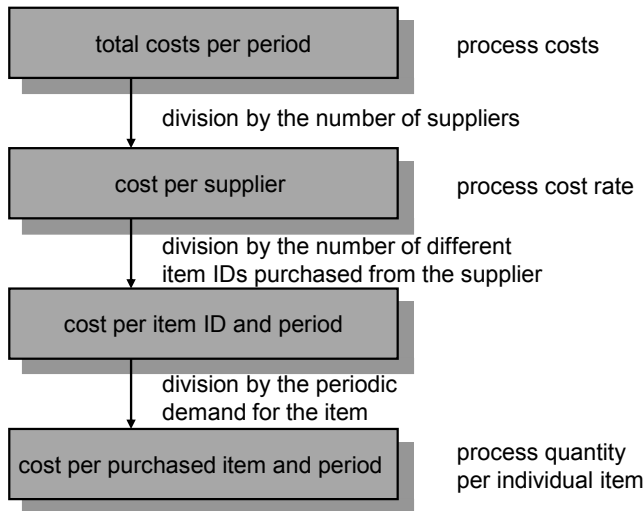 total costs per period
process costs
division by the number of suppliers
cost per supplier
process cost rate
division by the number of different
item IDs purchased from the supplier
cost per item ID and period
division by the periodic
demand for the item
cost per purchased item and period
process quantity
per individual item